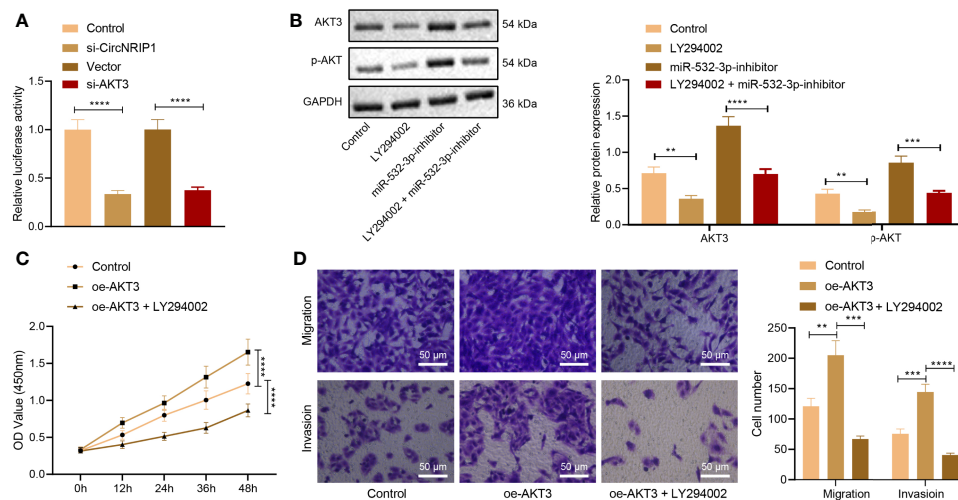 A
Control
si-CircNRIP1
Vector
si-AKT3
Relative luciferase activity
1.5
1.0
0.5
0.0
****
****
B
AKT3
54 kDa
p-AKT
54 kDa
GAPDH
36 kDa
Control
LY294002
miR-532-3p-inhibitor
LY294002 + miR-532-3p-inhibitor
Control
LY294002
miR-532-3p-inhibitor
LY294002 + miR-532-3p-inhibitor
Relative protein expression
2.0
1.5
1.0
0.5
0.0
**
****
**
***
AKT3
p-AKT
C
Control
oe-AKT3
oe-AKT3 + LY294002
OD Value (450nm)
2.0
1.5
1.0
0.5
0.0
0h
12h
24h
36h
48h
****
****
D
Migration
50 μm
50 μm
50 μm
Invasioin
50 μm
50 μm
50 μm
Control
oe-AKT3
oe-AKT3 + LY294002
Control
oe-AKT3
oe-AKT3 + LY294002
Cell number
250
200
150
100
50
0
**
***
***
****
Migration
Invasioin